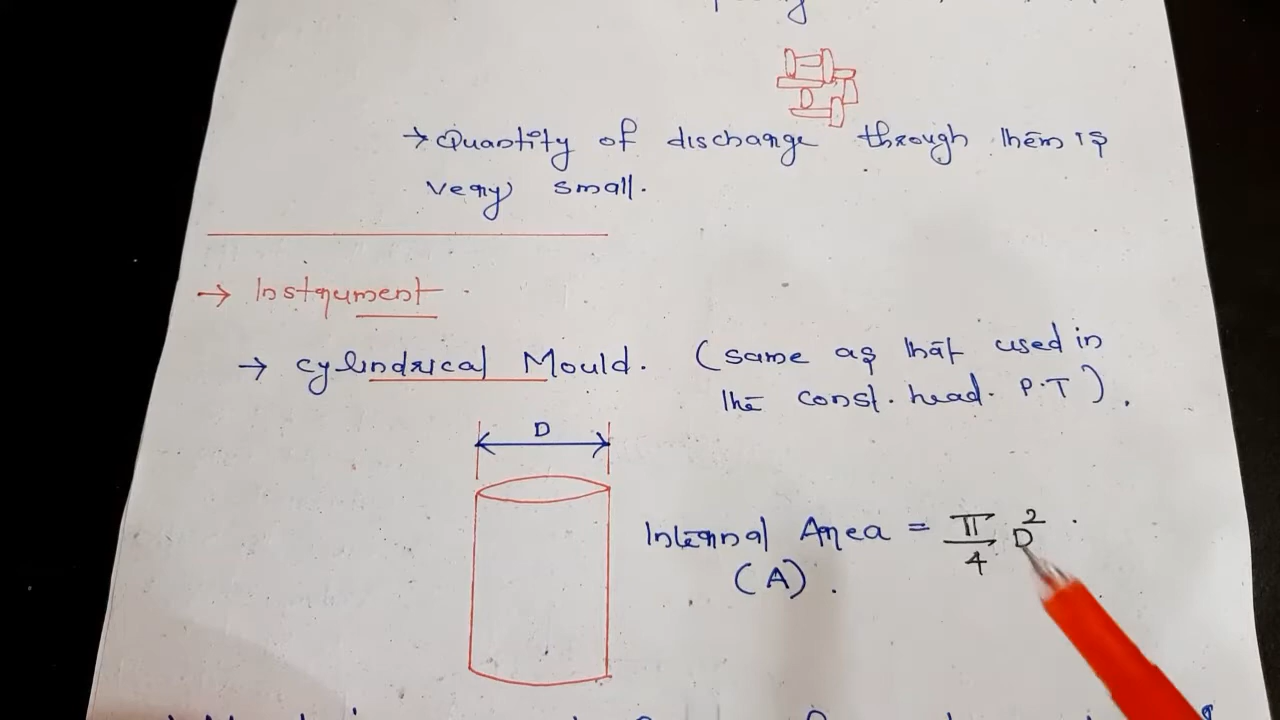 → Quantity of discharge through them is
very small.
→ Instrument.
→ cylindrical Mould. (same as that used in
the const. head. P.T).
D
Internal Area = π/4 D².
(A).